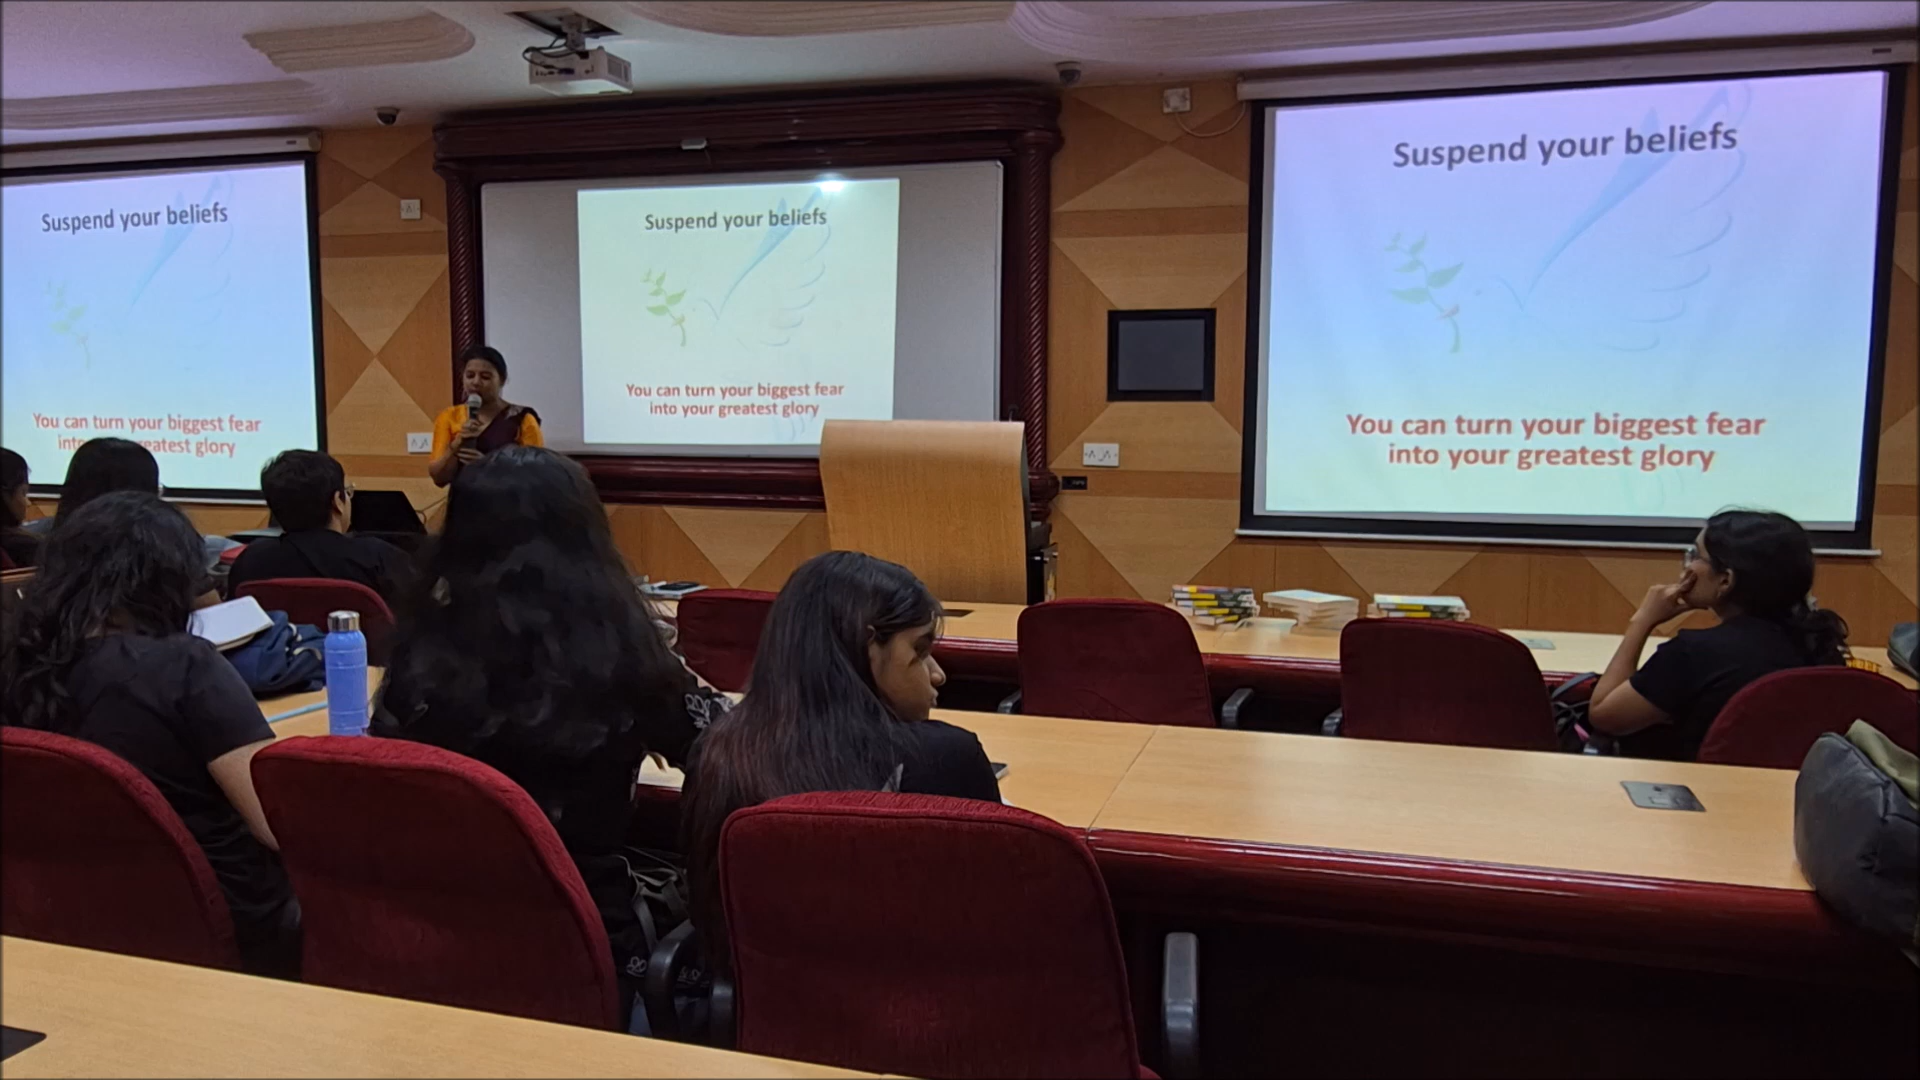 Suspend your beliefs
You can turn your biggest fear
into greatest glory
Suspend your beliefs
You can turn your biggest fear
into your greatest glory
Suspend your beliefs
You can turn your biggest fear
into your greatest glory